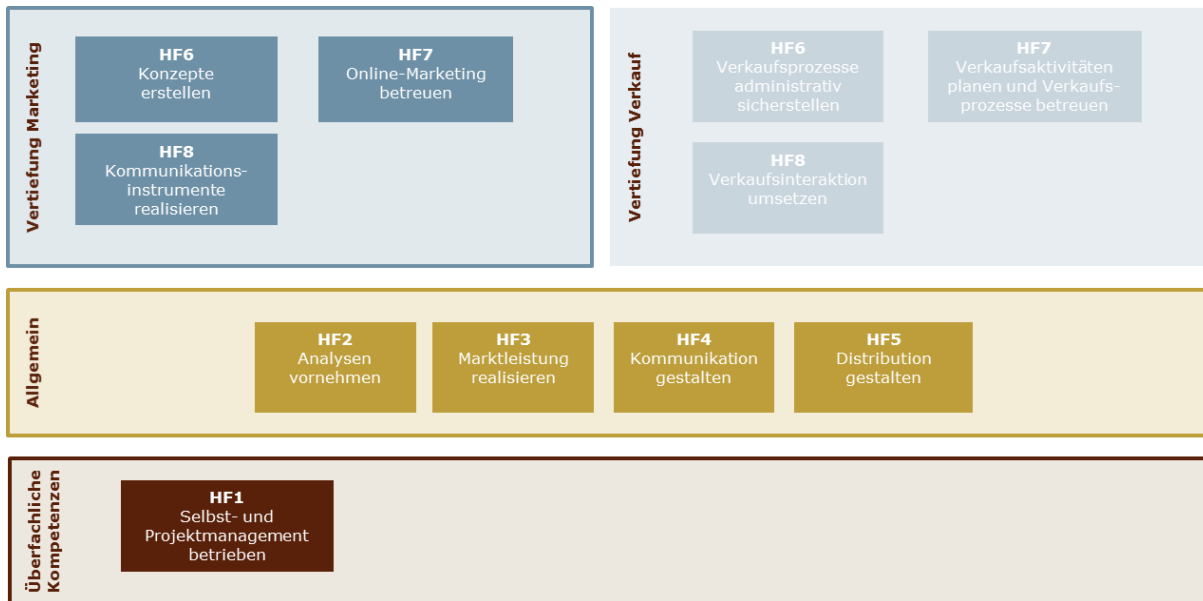 Vertiefung Marketing
HF6
Konzepte
erstellen
HF7
Online-Marketing
betreuen
HF8
Kommunikations-
instrumente
realisieren
Vertiefung Verkauf
HF6
Verkaufsprozesse
administrativ
sicherstellen
HF7
Verkaufsaktivitäten
planen und Verkaufs-
prozesse betreuen
HF8
Verkaufsinteraktion
umsetzen
Allgemein
HF2
Analysen
vornehmen
HF3
Marktleistung
realisieren
HF4
Kommunikation
gestalten
HF5
Distribution
gestalten
Überfachliche
Kompetenzen
HF1
Selbst- und
Projektmanagement
betrieben